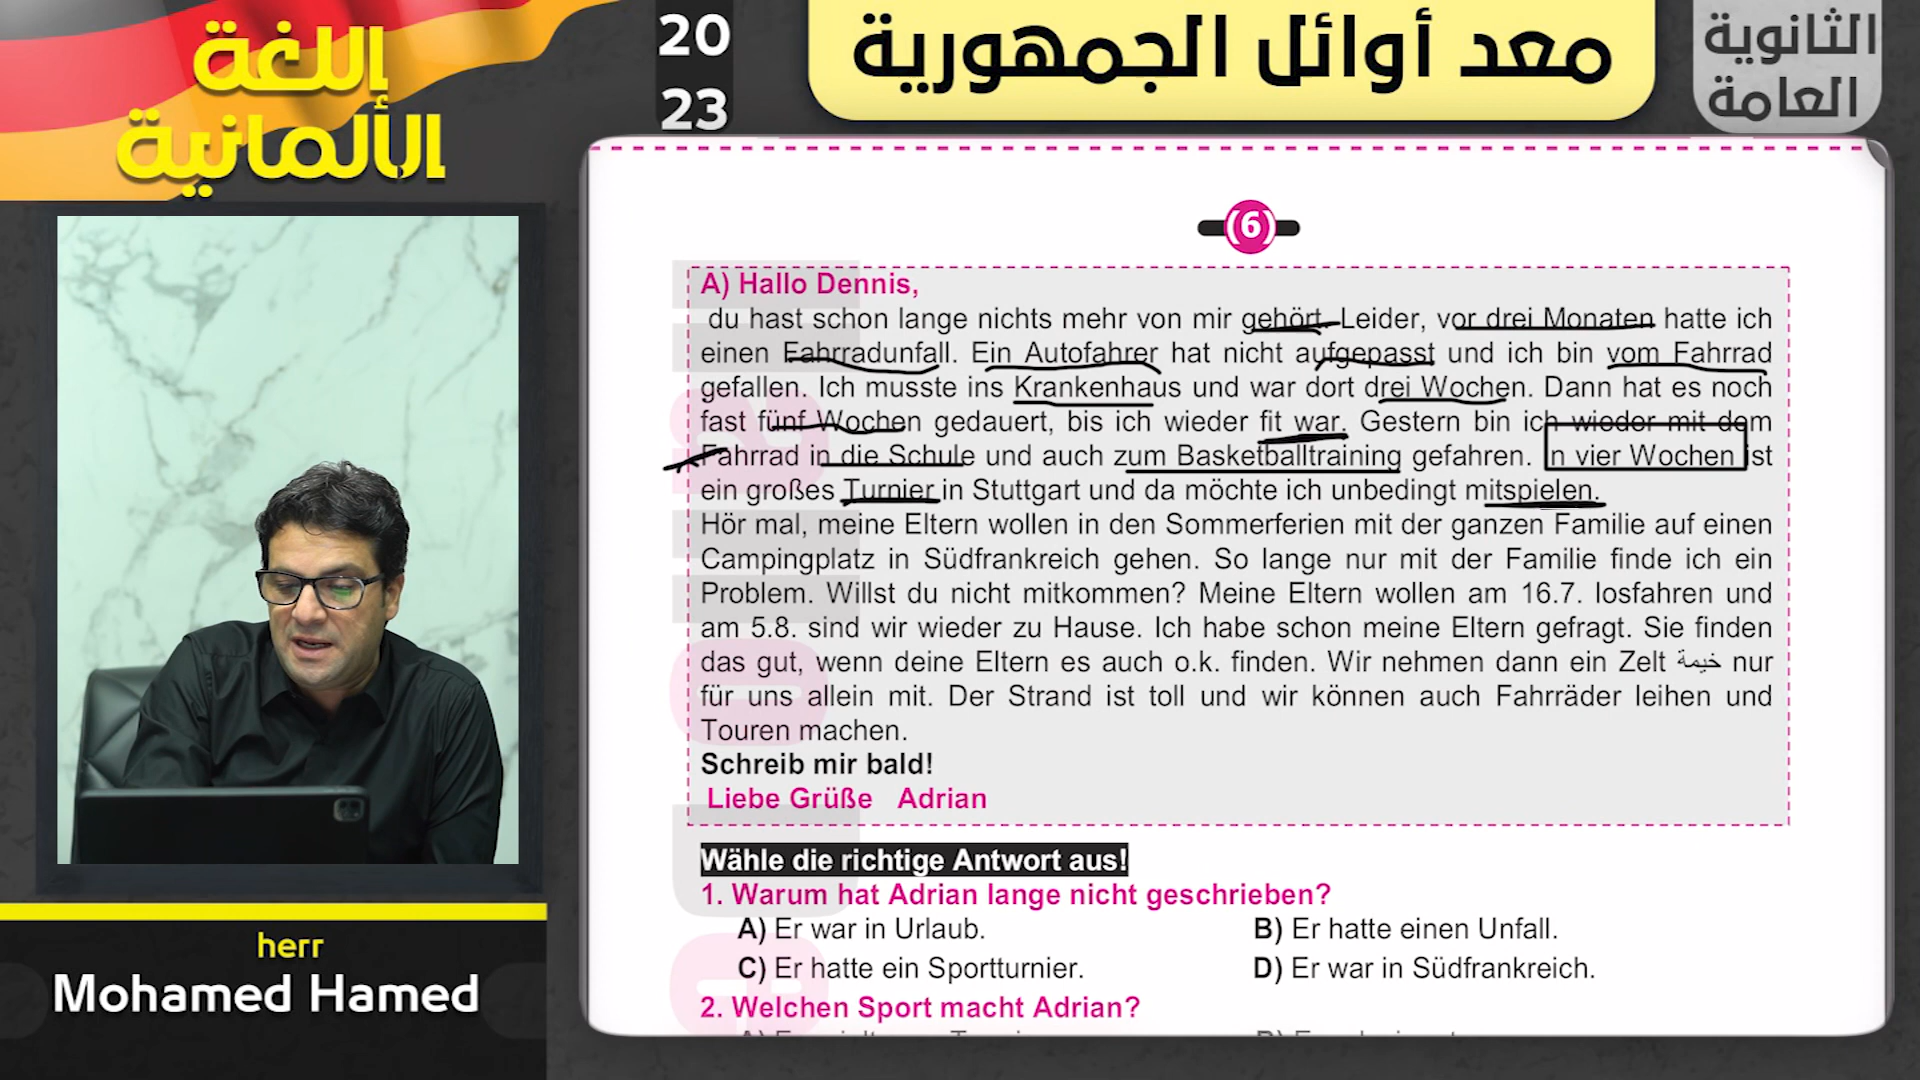 اللغة
الألمانية
20
23
معد أوائل الجمهورية
الثانوية
العامة
(6)
A) Hallo Dennis,
du hast schon lange nichts mehr von mir gehört. Leider, vor drei Monaten hatte ich
einen Fahrradunfall. Ein Autofahrer hat nicht aufgepasst und ich bin vom Fahrrad
gefallen. Ich musste ins Krankenhaus und war dort drei Wochen. Dann hat es noch
fast fünf Wochen gedauert, bis ich wieder fit war. Gestern bin ich wieder mit dem
Fahrrad in die Schule und auch zum Basketballtraining gefahren. In vier Wochen ist
ein großes Turnier in Stuttgart und da möchte ich unbedingt mitspielen.
Hör mal, meine Eltern wollen in den Sommerferien mit der ganzen Familie auf einen
Campingplatz in Südfrankreich gehen. So lange nur mit der Familie finde ich ein
Problem. Willst du nicht mitkommen? Meine Eltern wollen am 16.7. losfahren und
am 5.8. sind wir wieder zu Hause. Ich habe schon meine Eltern gefragt. Sie finden
das gut, wenn deine Eltern es auch o.k. finden. Wir nehmen dann ein Zelt خيمة nur
für uns allein mit. Der Strand ist toll und wir können auch Fahrräder leihen und
Touren machen.
Schreib mir bald!
Liebe Grüße Adrian
Wähle die richtige Antwort aus!
1. Warum hat Adrian lange nicht geschrieben?
A) Er war in Urlaub.
B) Er hatte einen Unfall.
C) Er hatte ein Sportturnier.
D) Er war in Südfrankreich.
2. Welchen Sport macht Adrian?
herr
Mohamed Hamed